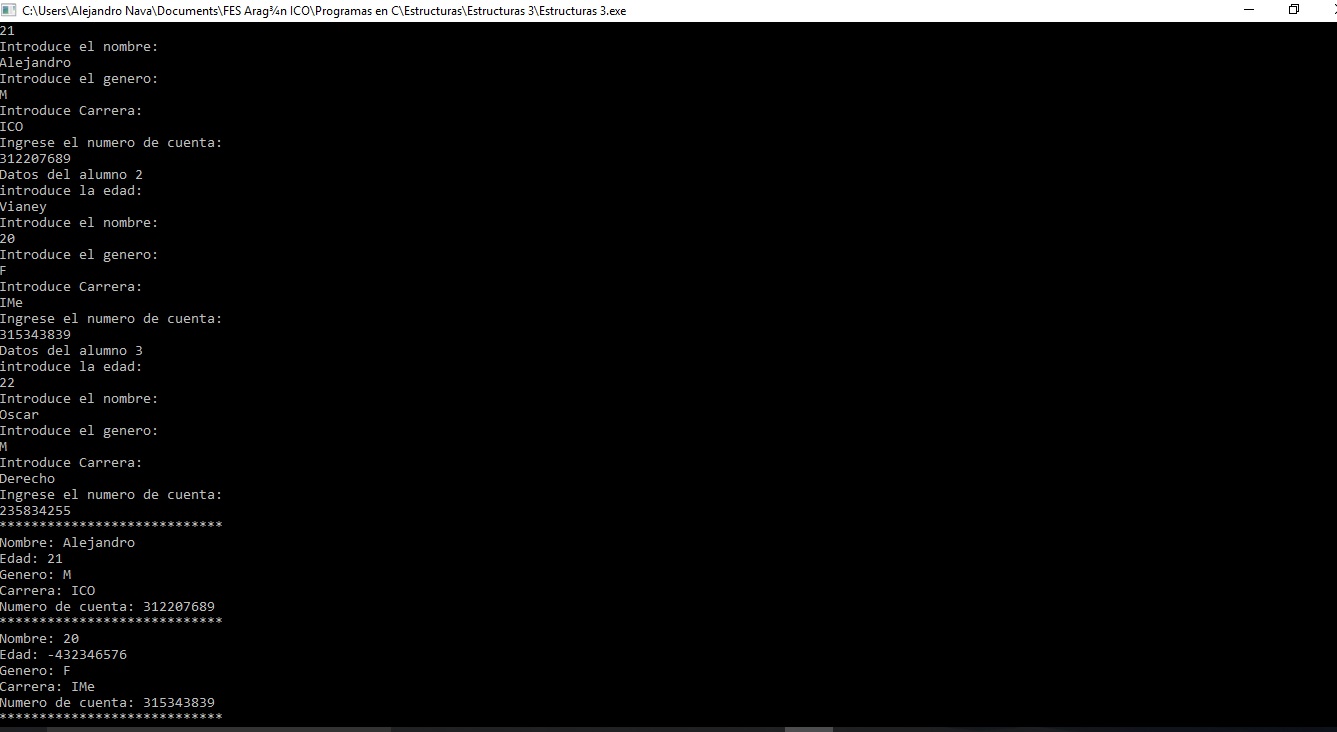 C:\Users\Alejandro Nava\Documents\FES Arag¾n ICO\Programas en C\Estructuras\Estructuras 3\Estructuras 3.exe
21
Introduce el nombre:
Alejandro
Introduce el genero:
M
Introduce Carrera:
ICO
Ingrese el numero de cuenta:
312207689
Datos del alumno 2
introduce la edad:
Vianey
Introduce el nombre:
20
Introduce el genero:
F
Introduce Carrera:
IMe
Ingrese el numero de cuenta:
315343839
Datos del alumno 3
introduce la edad:
22
Introduce el nombre:
Oscar
Introduce el genero:
M
Introduce Carrera:
Derecho
Ingrese el numero de cuenta:
235834255
****************************
Nombre: Alejandro
Edad: 21
Genero: M
Carrera: ICO
Numero de cuenta: 312207689
****************************
Nombre: 20
Edad: -432346576
Genero: F
Carrera: IMe
Numero de cuenta: 315343839
****************************